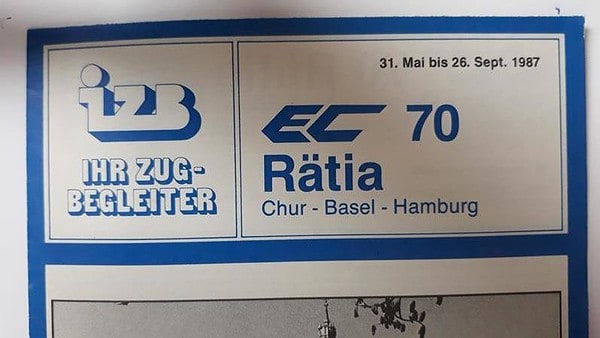 31. Mai bis 26. Sept. 1987
izB
IHR ZUG-
BEGLEITER
EC 70
Rätia
Chur - Basel - Hamburg